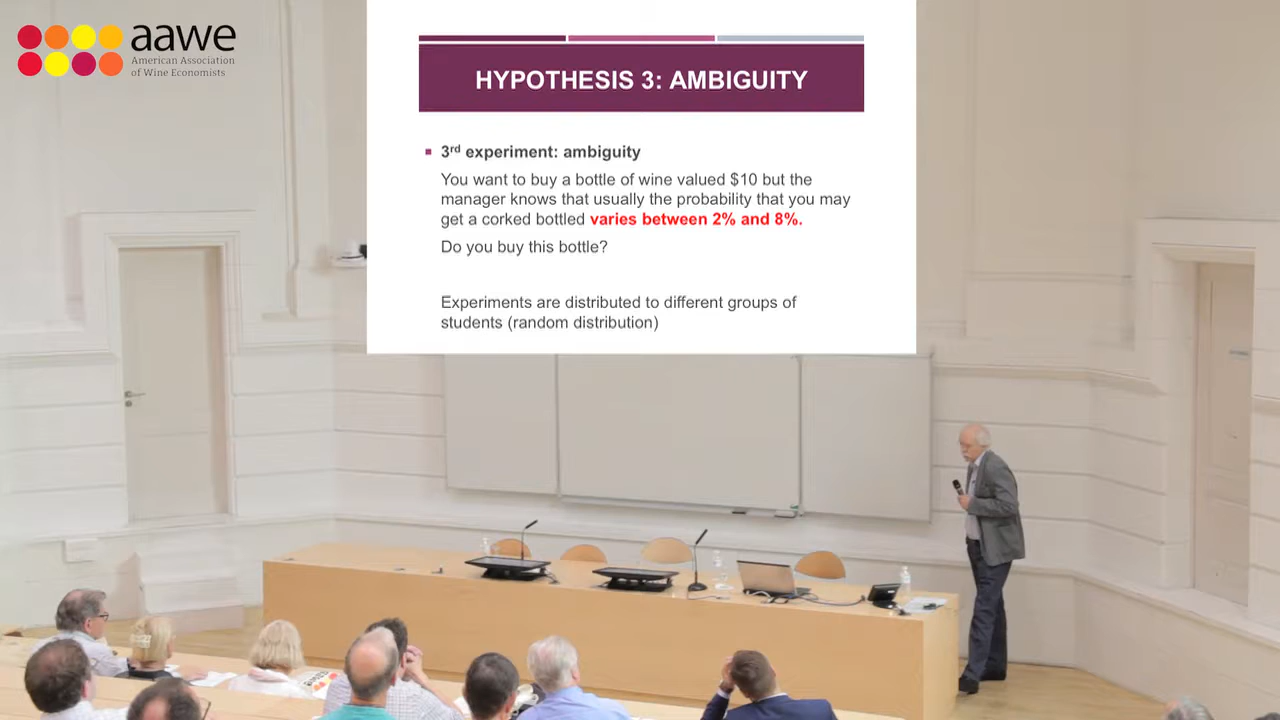 aawe
American Association
of Wine Economists
HYPOTHESIS 3: AMBIGUITY
3rd experiment: ambiguity
You want to buy a bottle of wine valued $10 but the
manager knows that usually the probability that you may
get a corked bottled varies between 2% and 8%.
Do you buy this bottle?
Experiments are distributed to different groups of
students (random distribution)